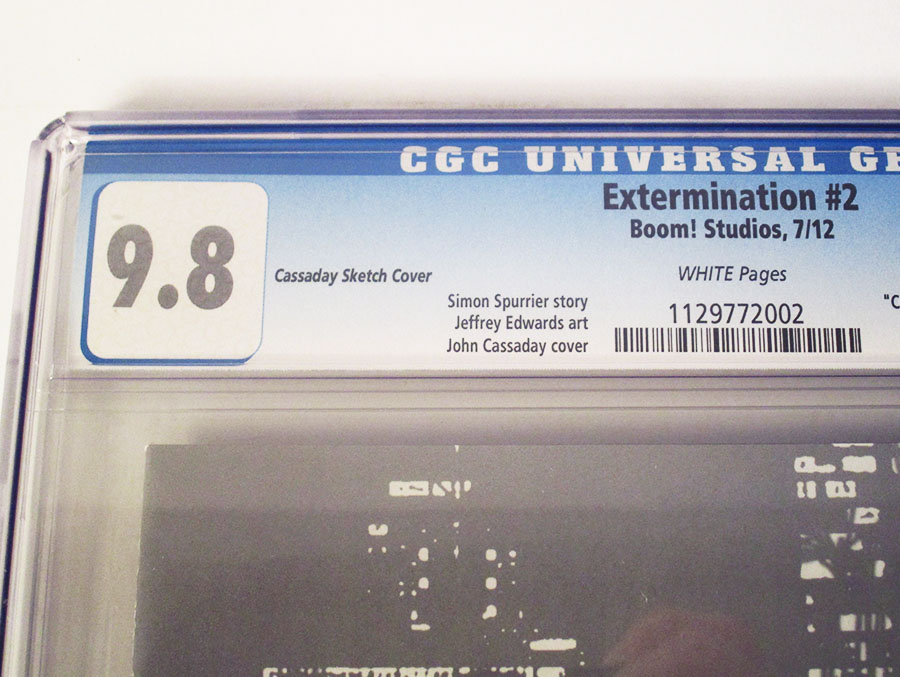 CGC UNIVERSAL
Extermination #2
Boom! Studios, 7/12
9.8
Cassaday Sketch Cover
WHITE Pages
Simon Spurrier story
Jeffrey Edwards art
John Cassaday cover
1129772002